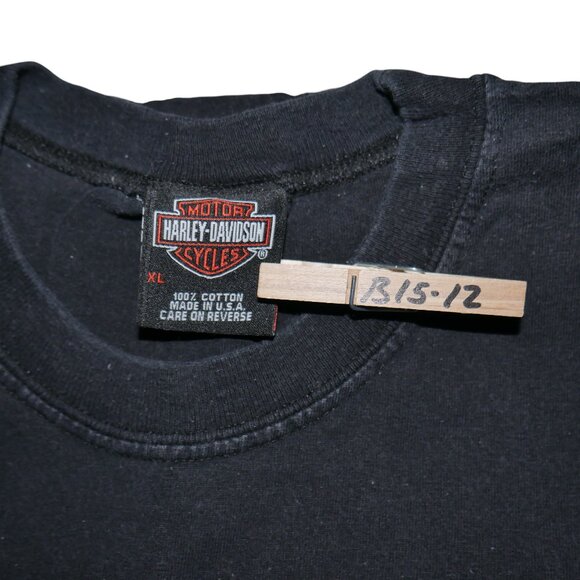 MOTOR
HARLEY-DAVIDSON
CYCLES
®
XL
100% COTTON
MADE IN U.S.A.
CARE ON REVERSE
B15-12